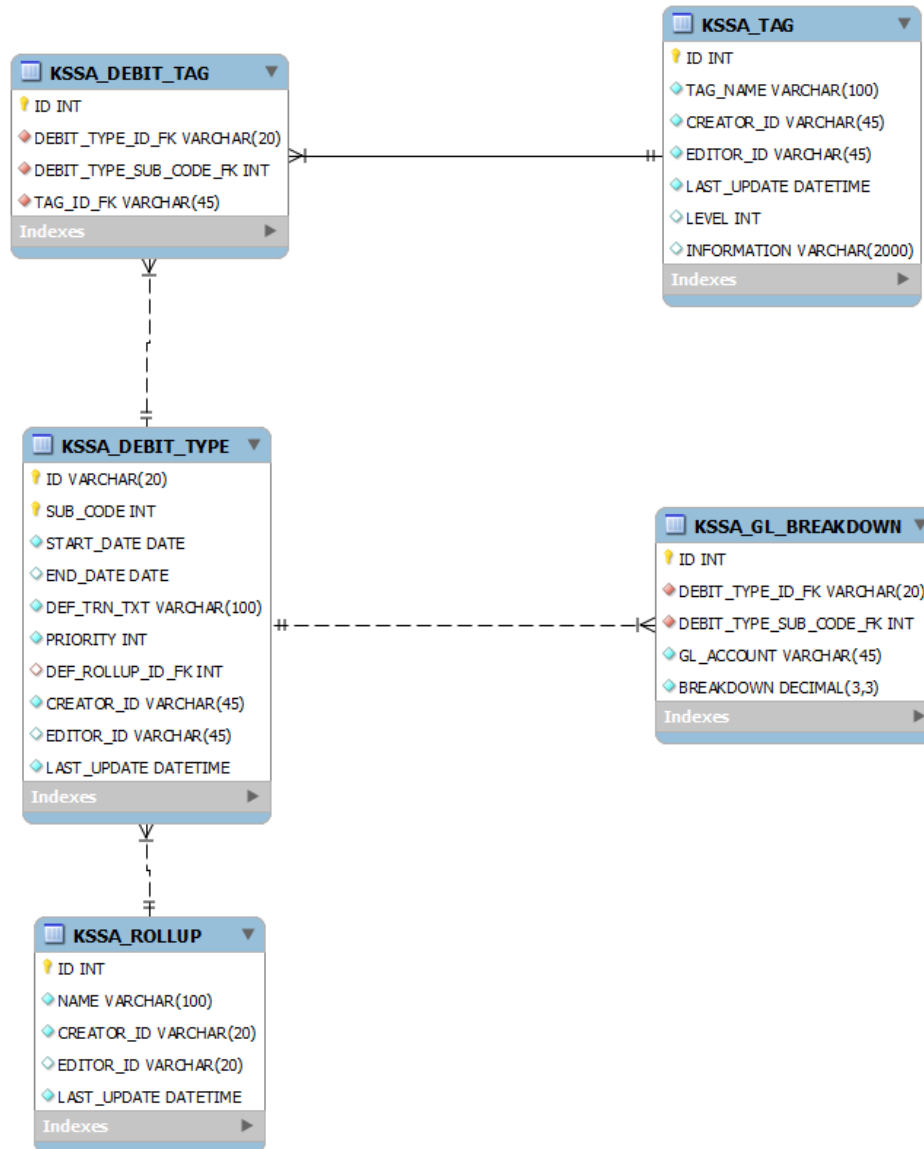 KSSA_DEBIT_TAG
ID INT
DEBIT_TYPE_ID_FK VARCHAR(20)
DEBIT_TYPE_SUB_CODE_FK INT
TAG_ID_FK VARCHAR(45)
Indexes
KSSA_TAG
ID INT
TAG_NAME VARCHAR(100)
CREATOR_ID VARCHAR(45)
EDITOR_ID VARCHAR(45)
LAST_UPDATE DATETIME
LEVEL INT
INFORMATION VARCHAR(2000)
Indexes
KSSA_DEBIT_TYPE
ID VARCHAR(20)
SUB_CODE INT
START_DATE DATE
END_DATE DATE
DEF_TRN_TXT VARCHAR(100)
PRIORITY INT
DEF_ROLLUP_ID_FK INT
CREATOR_ID VARCHAR(45)
EDITOR_ID VARCHAR(45)
LAST_UPDATE DATETIME
Indexes
KSSA_GL_BREAKDOWN
ID INT
DEBIT_TYPE_ID_FK VARCHAR(20)
DEBIT_TYPE_SUB_CODE_FK INT
GL_ACCOUNT VARCHAR(45)
BREAKDOWN DECIMAL(3,3)
Indexes
KSSA_ROLLUP
ID INT
NAME VARCHAR(100)
CREATOR_ID VARCHAR(20)
EDITOR_ID VARCHAR(20)
LAST_UPDATE DATETIME
Indexes